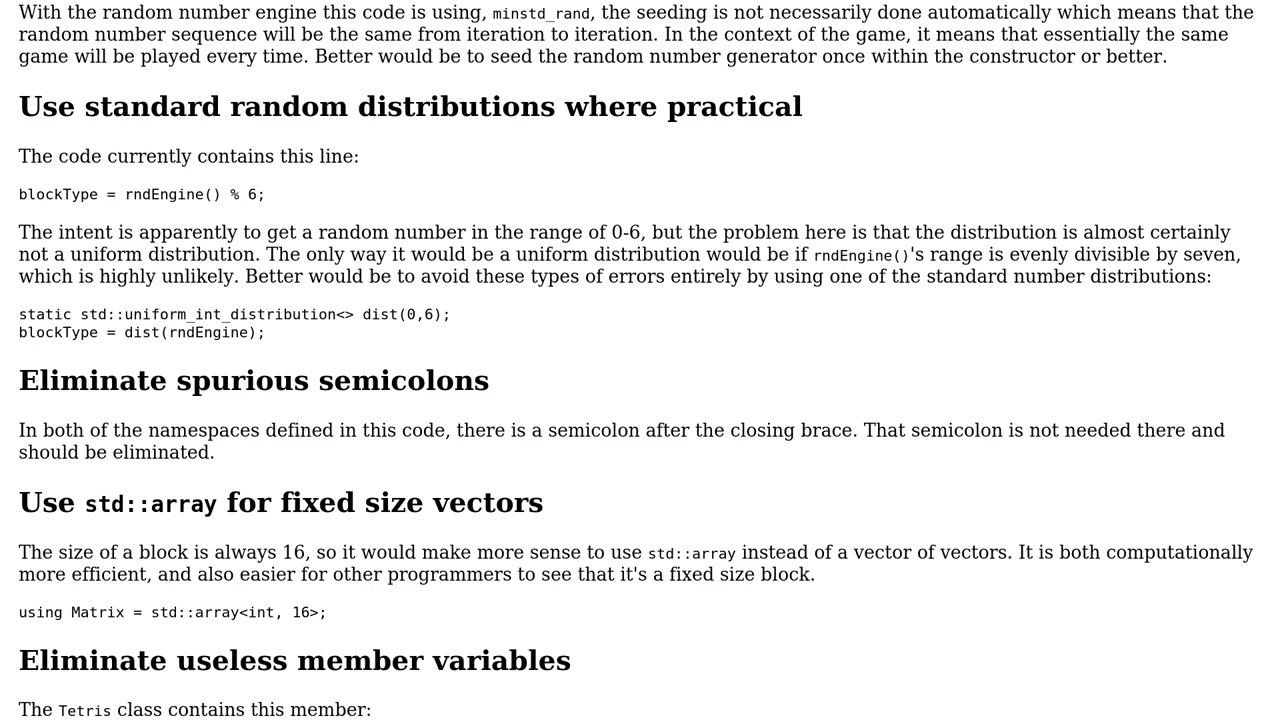 With the random number engine this code is using, minstd_rand, the seeding is not necessarily done automatically which means that the
random number sequence will be the same from iteration to iteration. In the context of the game, it means that essentially the same
game will be played every time. Better would be to seed the random number generator once within the constructor or better.
Use standard random distributions where practical
The code currently contains this line:
blockType = rndEngine() % 6;
The intent is apparently to get a random number in the range of 0-6, but the problem here is that the distribution is almost certainly
not a uniform distribution. The only way it would be a uniform distribution would be if rndEngine()'s range is evenly divisible by seven,
which is highly unlikely. Better would be to avoid these types of errors entirely by using one of the standard number distributions:
static std::uniform_int_distribution<> dist(0,6);
blockType = dist(rndEngine);
Eliminate spurious semicolons
In both of the namespaces defined in this code, there is a semicolon after the closing brace. That semicolon is not needed there and
should be eliminated.
Use std::array for fixed size vectors
The size of a block is always 16, so it would make more sense to use std::array instead of a vector of vectors. It is both computationally
more efficient, and also easier for other programmers to see that it's a fixed size block.
using Matrix = std::array<int, 16>;
Eliminate useless member variables
The Tetris class contains this member: